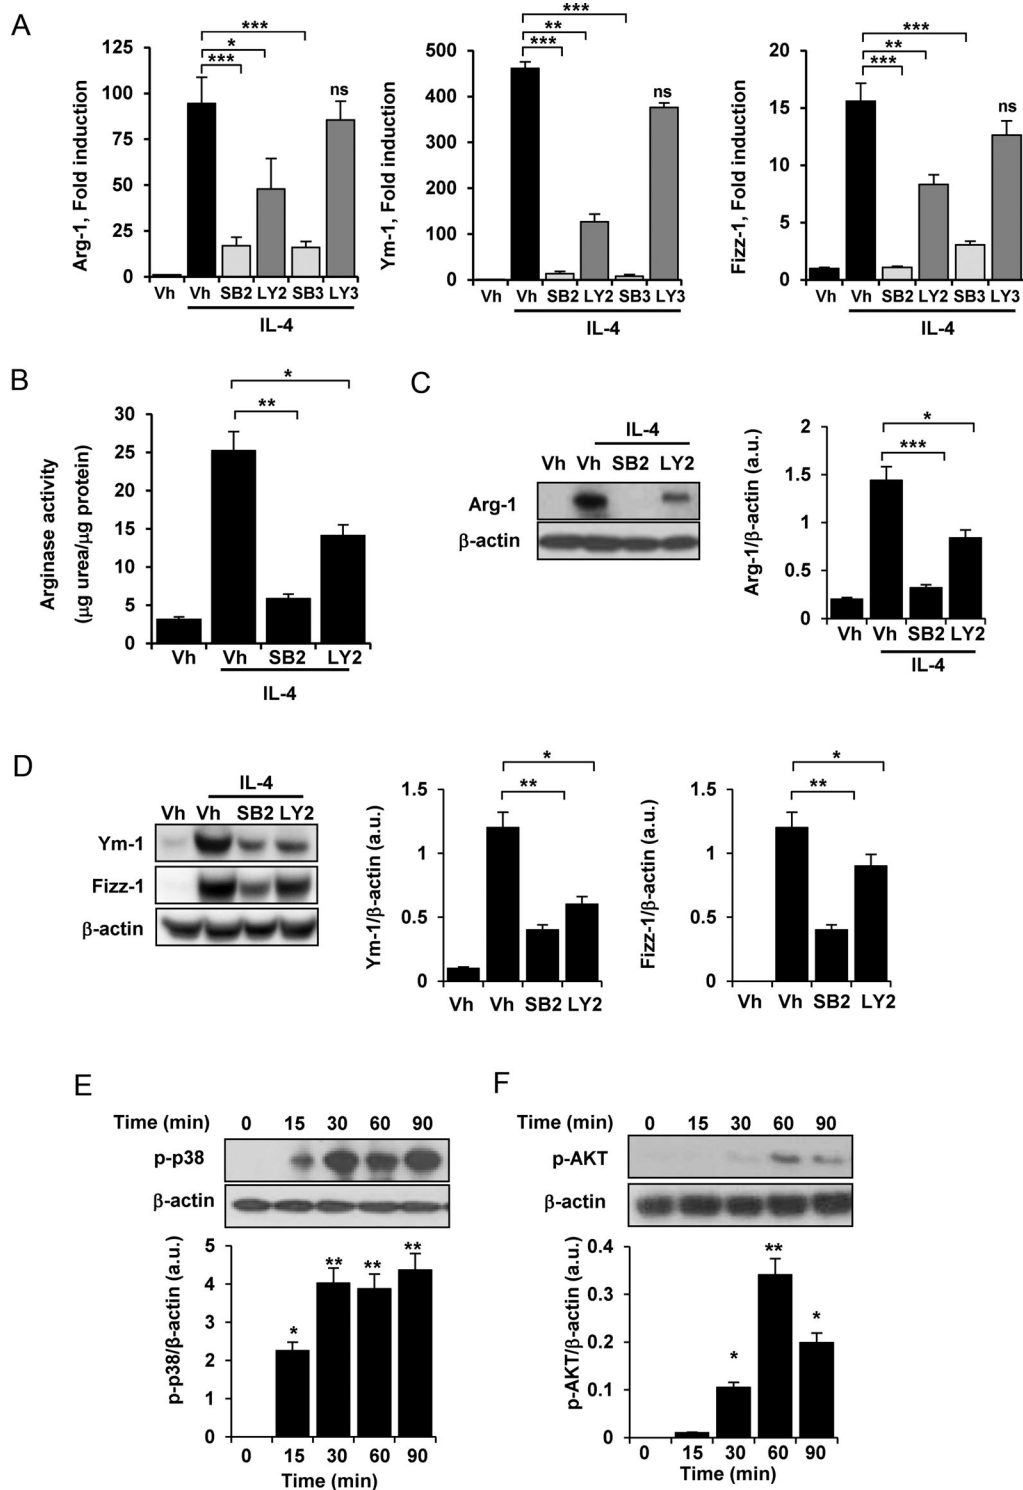 A
Arg-1, Fold induction
125
100
75
50
25
0
***
*
***
ns
Vh Vh SB2 LY2 SB3 LY3
IL-4
Ym-1, Fold induction
500
400
300
200
100
0
***
**
***
ns
Vh Vh SB2 LY2 SB3 LY3
IL-4
Fizz-1, Fold induction
20
15
10
5
0
***
**
***
ns
Vh Vh SB2 LY2 SB3 LY3
IL-4
B
Arginase activity
(μg urea/μg protein)
30
25
20
15
10
5
0
*
**
Vh Vh SB2 LY2
IL-4
C
IL-4
Vh Vh SB2 LY2
Arg-1
β-actin
Arg-1/β-actin (a.u.)
2
1.5
1
0.5
0
*
***
Vh Vh SB2 LY2
IL-4
D
IL-4
Vh Vh SB2 LY2
Ym-1
Fizz-1
β-actin
Ym-1/β-actin (a.u.)
1.5
1
0.5
0
*
**
Vh Vh SB2 LY2
Fizz-1/β-actin (a.u.)
1.5
1
0.5
0
*
**
Vh Vh SB2 LY2
E
Time (min) 0 15 30 60 90
p-p38
β-actin
p-p38/β-actin (a.u.)
5
4
3
2
1
0
* ** ** **
0 15 30 60 90
Time (min)
F
Time (min) 0 15 30 60 90
p-AKT
β-actin
p-AKT/β-actin (a.u.)
0.4
0.3
0.2
0.1
0
* ** *
0 15 30 60 90
Time (min)